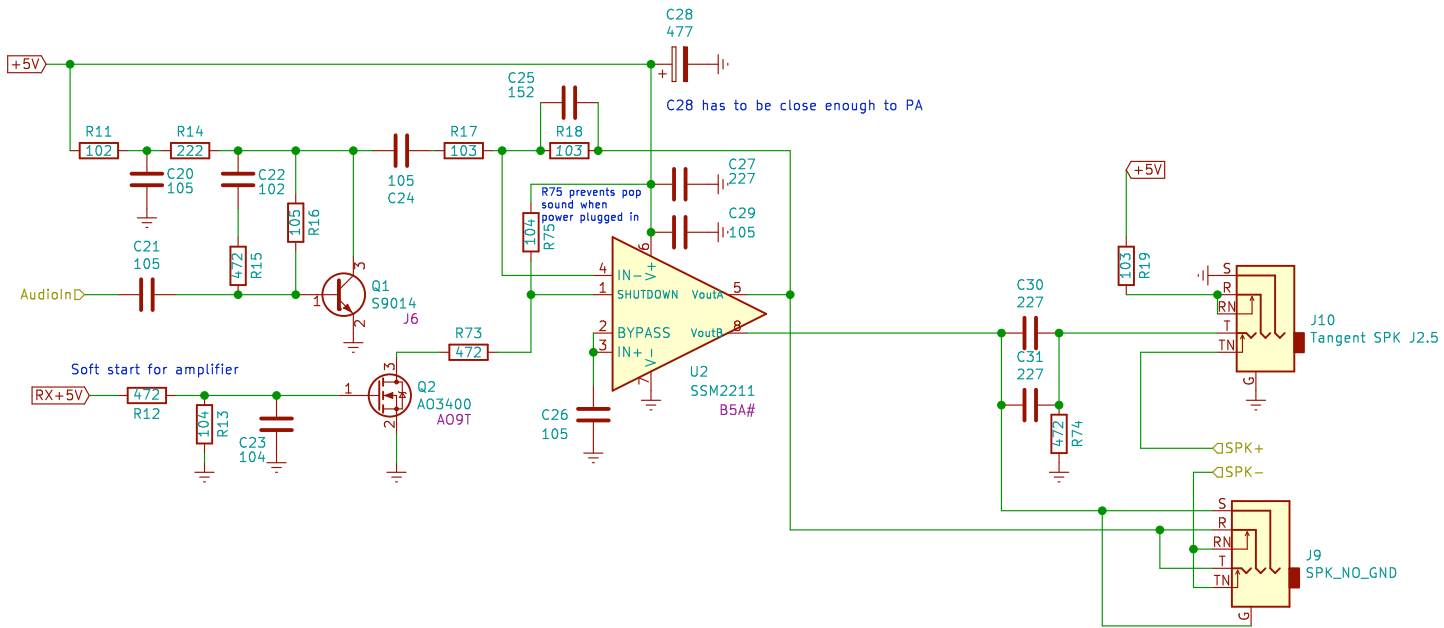 C28
477
+5V
C28 has to be close enough to PA
C25
152
R11
102
R14
222
R17
103
R18
103
C20
105
C22
102
105
R16
105
C24
C27
227
+5V
R75 prevents pop
sound when
power plugged in
104
R75
C29
105
C21
105
472
R15
AudioIn
1
3
2
Q1
S9014
J6
6
4
IN-
V+
1
SHUTDOWN
VoutA
5
2
BYPASS
VoutB
8
3
IN+
V-
7
U2
SSM2211
B5A#
103
R19
S
R
RN
T
TN
G
J10
Tangent SPK J2.5
C30
227
C31
227
R73
472
Soft start for amplifier
RX+5V
472
R12
104
R13
C23
104
1
3
2
Q2
AO3400
AO9T
C26
105
472
R74
SPK+
SPK-
S
R
RN
T
TN
G
J9
SPK_NO_GND